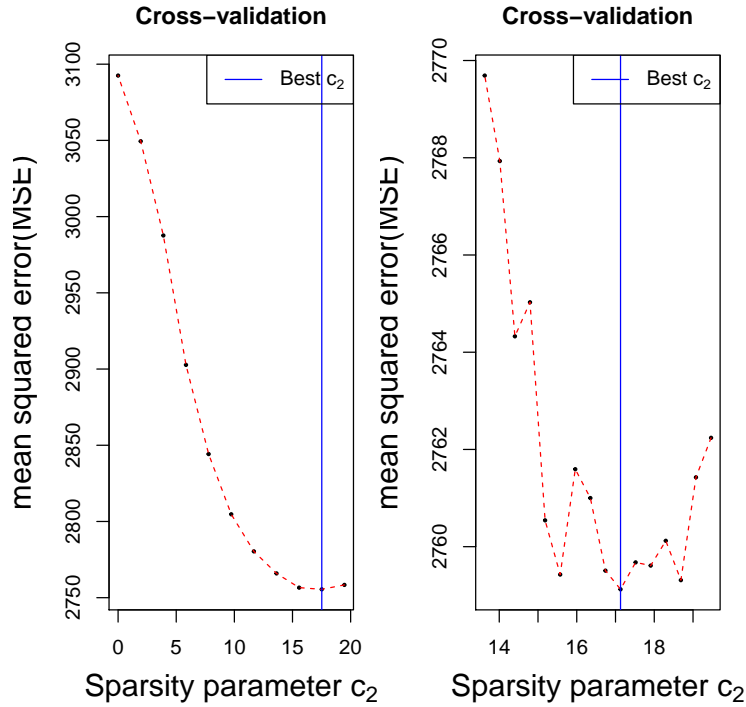 Cross−validation
mean squared error(MSE)
3100
3050
3000
2950
2900
2850
2800
2750
Best c2
0 5 10 15 20
Sparsity parameter c2
Cross−validation
mean squared error(MSE)
2770
2768
2766
2764
2762
2760
Best c2
14 16 18
Sparsity parameter c2